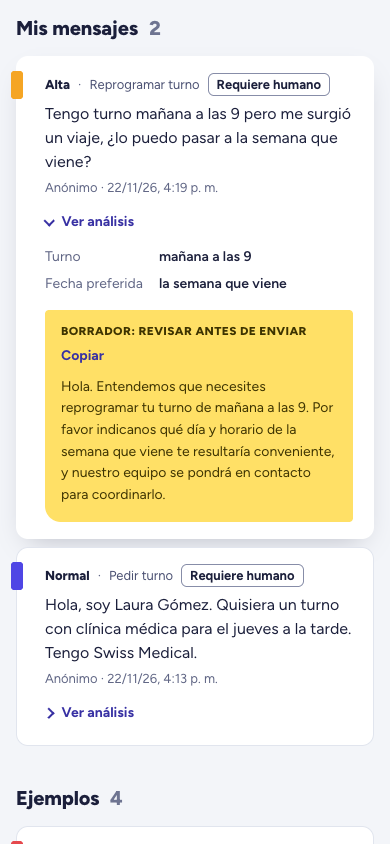 Mis mensajes 2
Alta · Reprogramar turno Requiere humano
Tengo turno mañana a las 9 pero me surgió
un viaje, ¿lo puedo pasar a la semana que
viene?
Anónimo · 22/11/26, 4:19 p. m.
Ver análisis
Turno mañana a las 9
Fecha preferida la semana que viene
BORRADOR: REVISAR ANTES DE ENVIAR
Copiar
Hola. Entendemos que necesites
reprogramar tu turno de mañana a las 9. Por
favor indicanos qué día y horario de la
semana que viene te resultaría conveniente,
y nuestro equipo se pondrá en contacto
para coordinarlo.
Normal · Pedir turno Requiere humano
Hola, soy Laura Gómez. Quisiera un turno
con clínica médica para el jueves a la tarde.
Tengo Swiss Medical.
Anónimo · 22/11/26, 4:13 p. m.
Ver análisis
Ejemplos 4